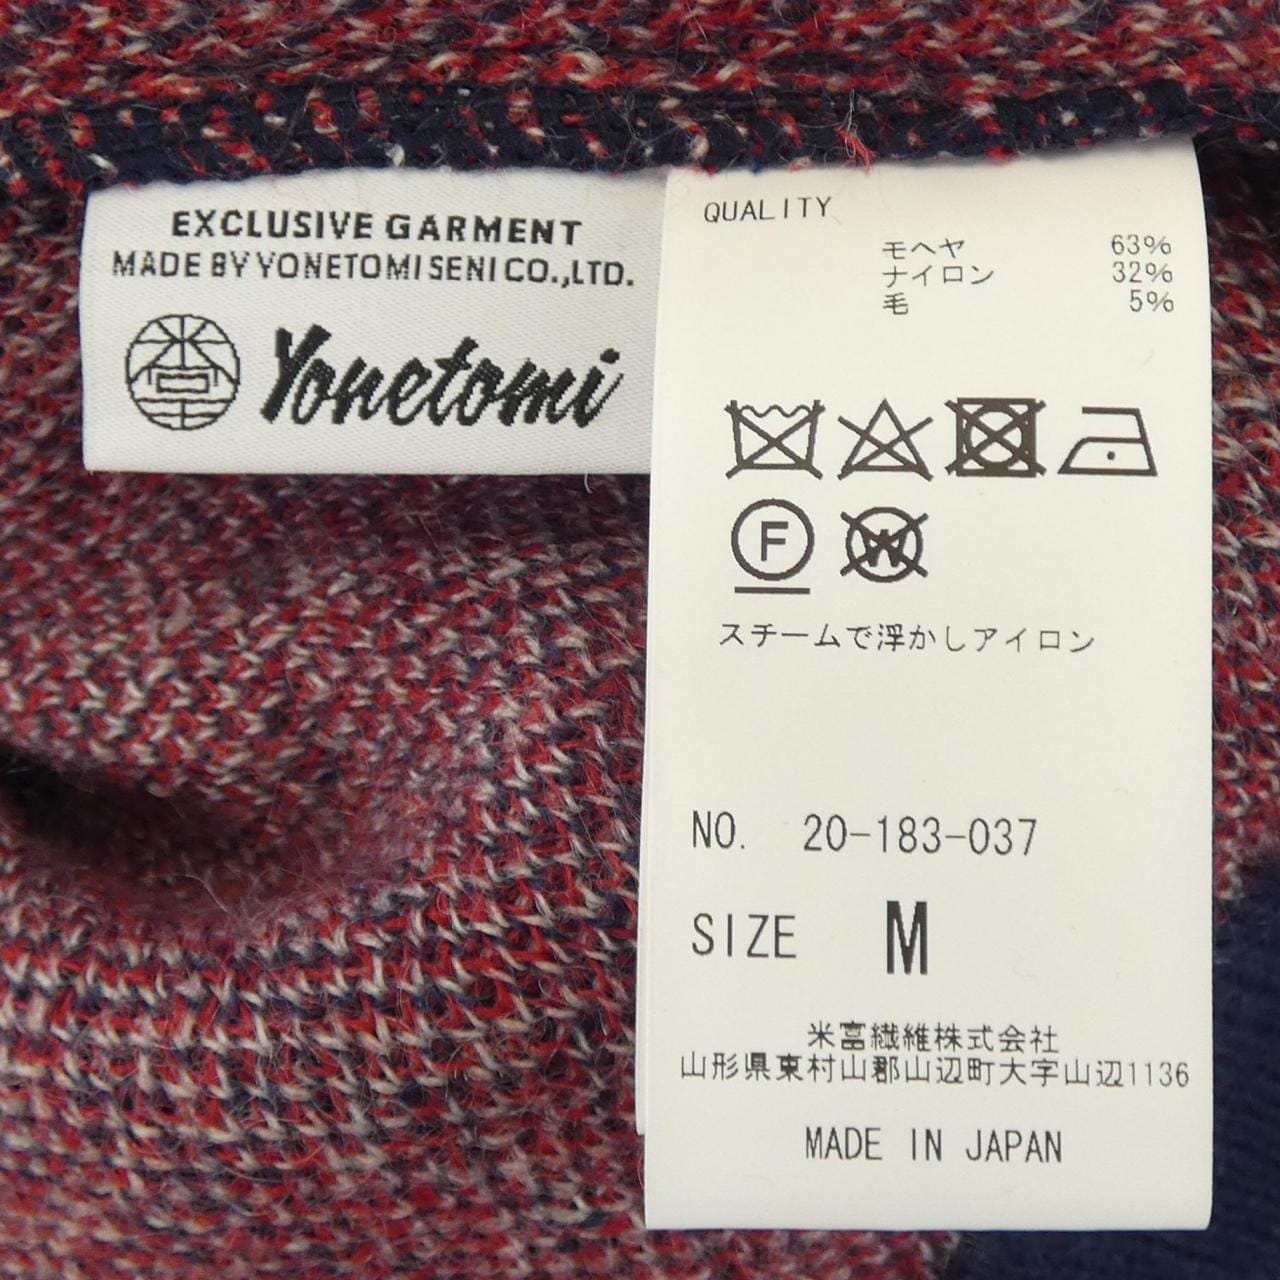 EXCLUSIVE GARMENT
MADE BY YONETOMI SENI CO.,LTD.
Yonetomi
QUALITY
モヘヤ 63%
ナイロン 32%
毛 5%
F
W
スチームで浮かしアイロン
NO. 20-183-037
SIZE M
米富繊維株式会社
山形県東村山郡山辺町大字山辺1136
MADE IN JAPAN